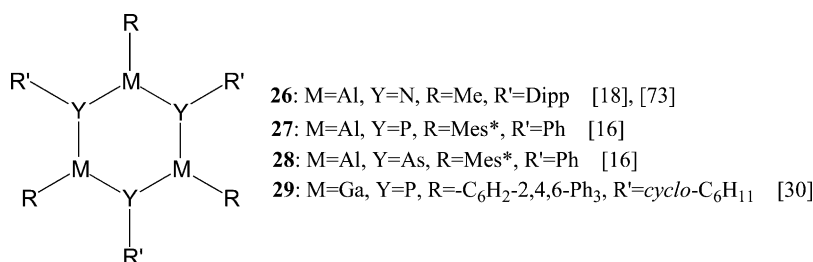 R
R' M R'
Y Y
M M
R Y R
R'
26: M=Al, Y=N, R=Me, R'=Dipp [18], [73]
27: M=Al, Y=P, R=Mes*, R'=Ph [16]
28: M=Al, Y=As, R=Mes*, R'=Ph [16]
29: M=Ga, Y=P, R=-C₆H₂-2,4,6-Ph₃, R'=cyclo-C₆H₁₁ [30]